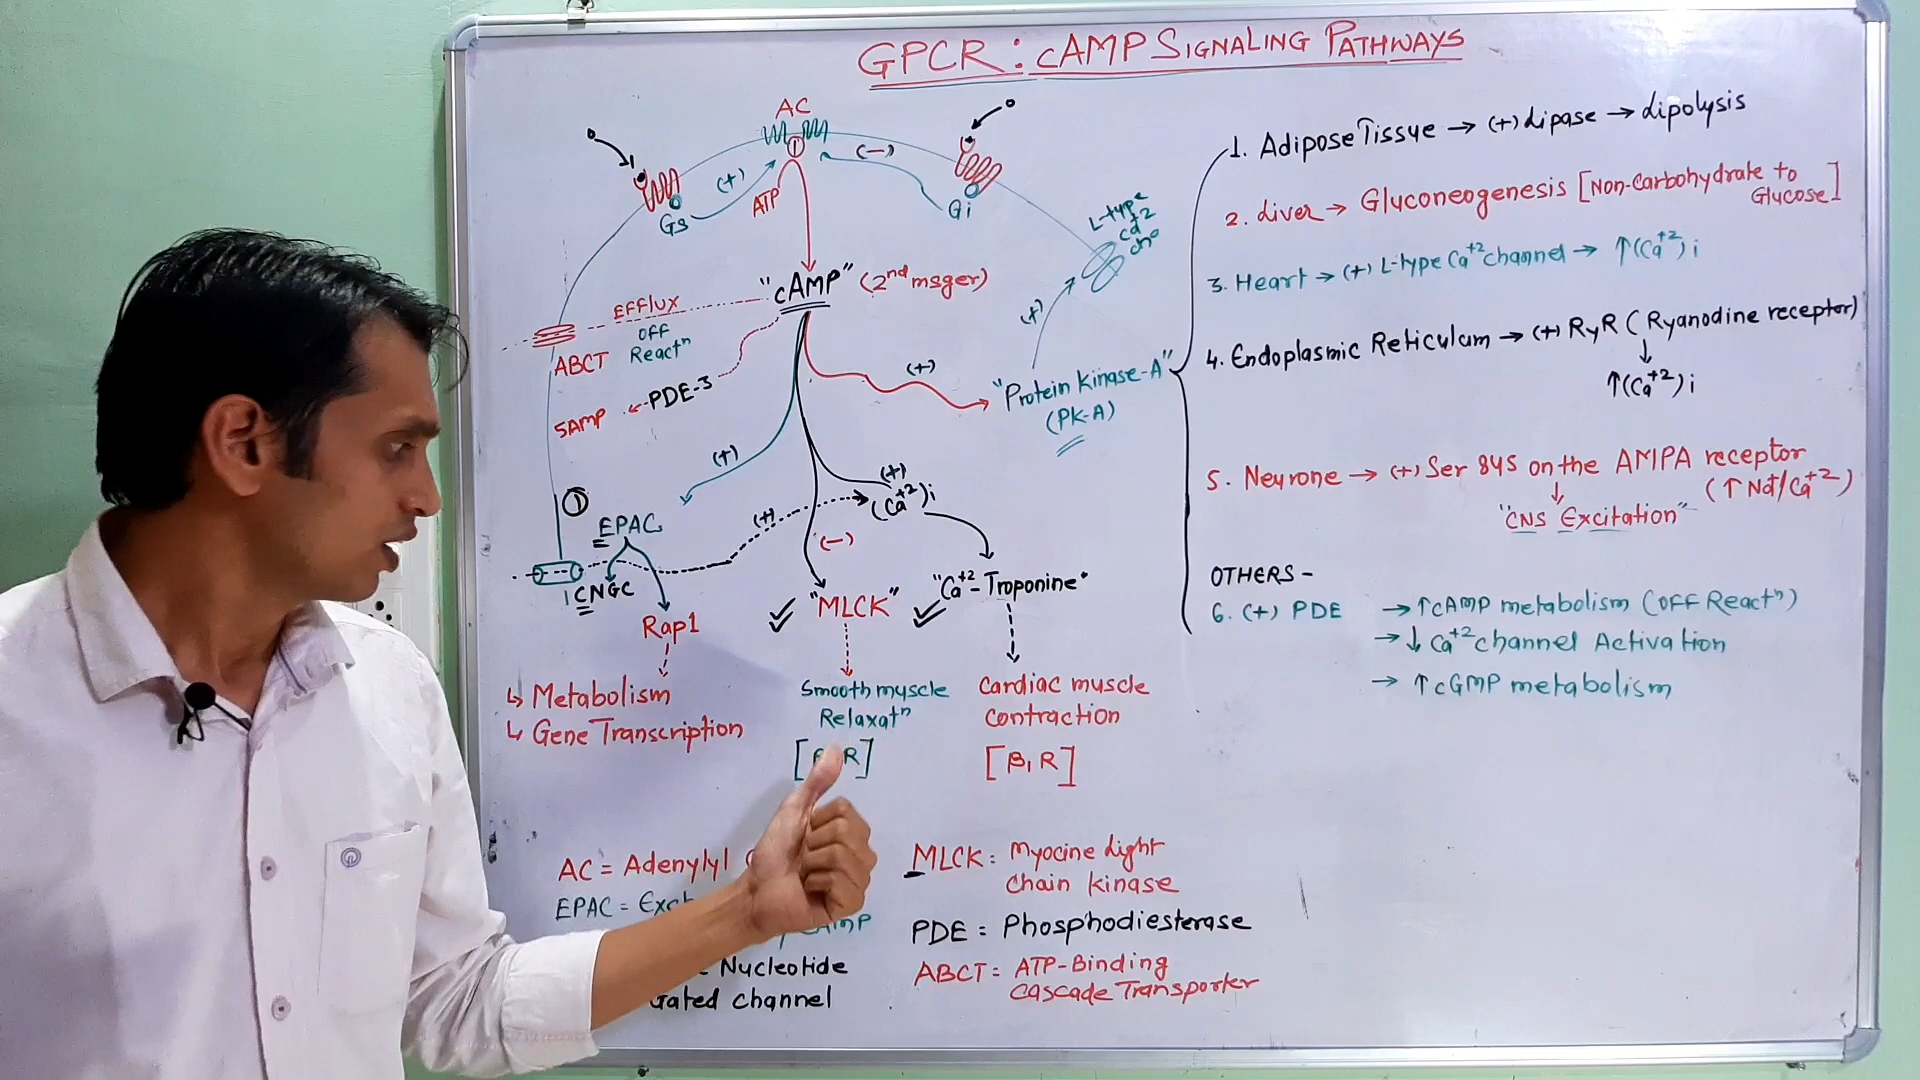 GPCR : cAMP SIGNALING PATHWAYS
AC
(+)
(-)
ATP
Gs
Gi
L-type
Ca+2
chⁿ
"cAMP" (2nd msger)
EFFLUX
OFF
Reactⁿ
ABCT
PDE-3
5AMP
(+)
(+)
"Protein Kinase-A"
(PK-A)
(+)
(+)
(Ca+2)i
(+)
(-)
1
EPAC
CNGC
Rap1
"MLCK"
"Ca+2-Troponine"
↳ Metabolism
↳ Gene Transcription
Smooth muscle
Relaxatⁿ
R]
Cardiac muscle
contraction
[β1 R]
1. Adipose Tissue → (+) Lipase → Lipolysis
2. Liver → Gluconeogenesis [Non-Carbohydrate to
Glucose]
3. Heart → (+) L-type Ca+2 channel → ↑(Ca+2)i
4. Endoplasmic Reticulum → (+) RyR (Ryanodine receptor)
↓
↑(Ca+2)i
5. Neurone → (+) Ser 845 on the AMPA receptor
↓ (↑ Na+/Ca+2)
"CNS Excitation"
OTHERS -
6. (+) PDE → ↑cAMP metabolism (OFF Reactⁿ)
→ ↓ Ca+2 channel Activation
→ ↑ cGMP metabolism
AC = Adenylyl
EPAC = Exch
cAMP
Nucleotide
Gated channel
MLCK : Myocine Light
Chain Kinase
PDE : Phosphodiesterase
ABCT : ATP-Binding
Cascade Transporter